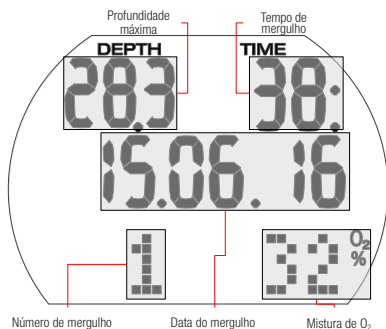 Profundidade
máxima
Tempo de
mergulho
DEPTH TIME
20.3 38:
15.06.16
1 32 O₂
%
Número de mergulho Data do mergulho Mistura de O₂